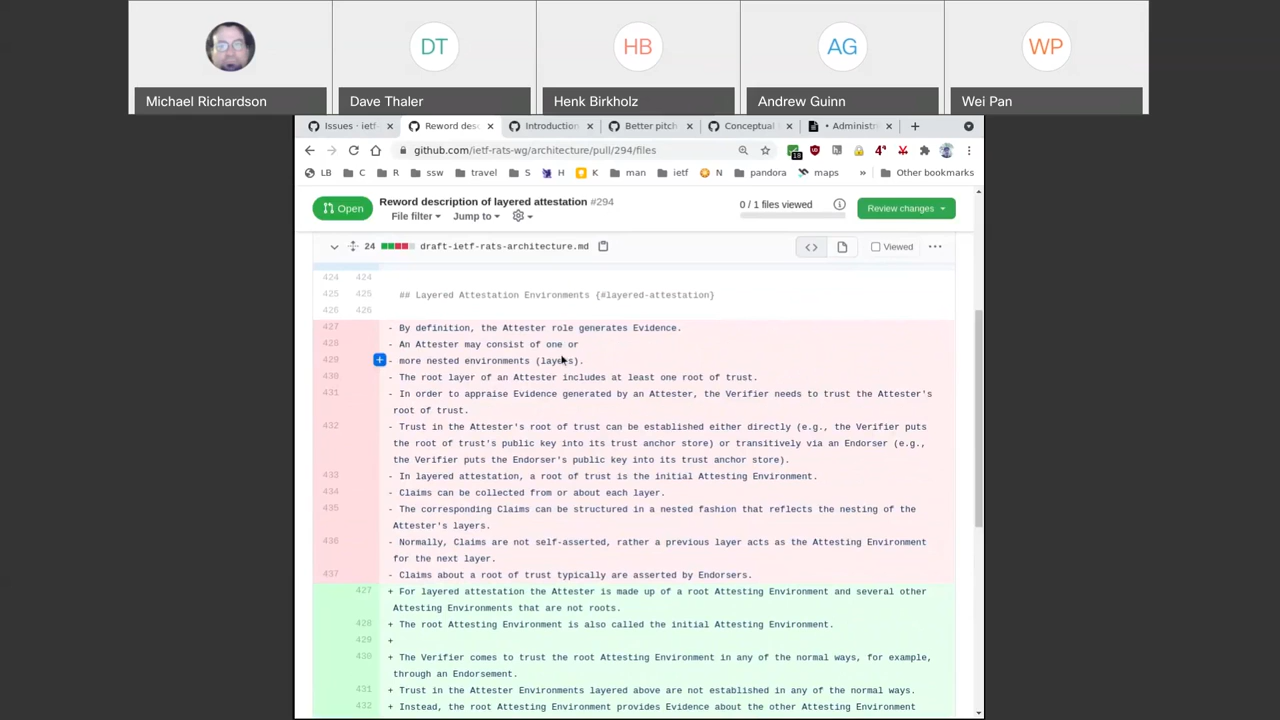 DT
HB
AG
WP
Michael Richardson
Dave Thaler
Henk Birkholz
Andrew Guinn
Wei Pan
Issues · ietf-
Reword desc
Introduction
Better pitch
Conceptual
• Administr
github.com/ietf-rats-wg/architecture/pull/294/files
18
LB
C
R
ssw
travel
S
H
K
man
ietf
N
pandora
maps
»
Other bookmarks
Open
Reword description of layered attestation #294
File filter
Jump to
0 / 1 files viewed
Review changes
24
draft-ietf-rats-architecture.md
Viewed
424 424
425 425 ## Layered Attestation Environments {#layered-attestation}
426 426
427 - By definition, the Attester role generates Evidence.
428 - An Attester may consist of one or
429 - more nested environments (layers).
430 - The root layer of an Attester includes at least one root of trust.
431 - In order to appraise Evidence generated by an Attester, the Verifier needs to trust the Attester's
root of trust.
432 - Trust in the Attester's root of trust can be established either directly (e.g., the Verifier puts
the root of trust's public key into its trust anchor store) or transitively via an Endorser (e.g.,
the Verifier puts the Endorser's public key into its trust anchor store).
433 - In layered attestation, a root of trust is the initial Attesting Environment.
434 - Claims can be collected from or about each layer.
435 - The corresponding Claims can be structured in a nested fashion that reflects the nesting of the
Attester's layers.
436 - Normally, Claims are not self-asserted, rather a previous layer acts as the Attesting Environment
for the next layer.
437 - Claims about a root of trust typically are asserted by Endorsers.
427 + For layered attestation the Attester is made up of a root Attesting Environment and several other
Attesting Environments that are not roots.
428 + The root Attesting Environment is also called the initial Attesting Environment.
429 +
430 + The Verifier comes to trust the root Attesting Environment in any of the normal ways, for example,
through an Endorsement.
431 + Trust in the Attester Environments layered above are not established in any of the normal ways.
432 + Instead, the root Attesting Environment provides Evidence about the other Attesting Environment